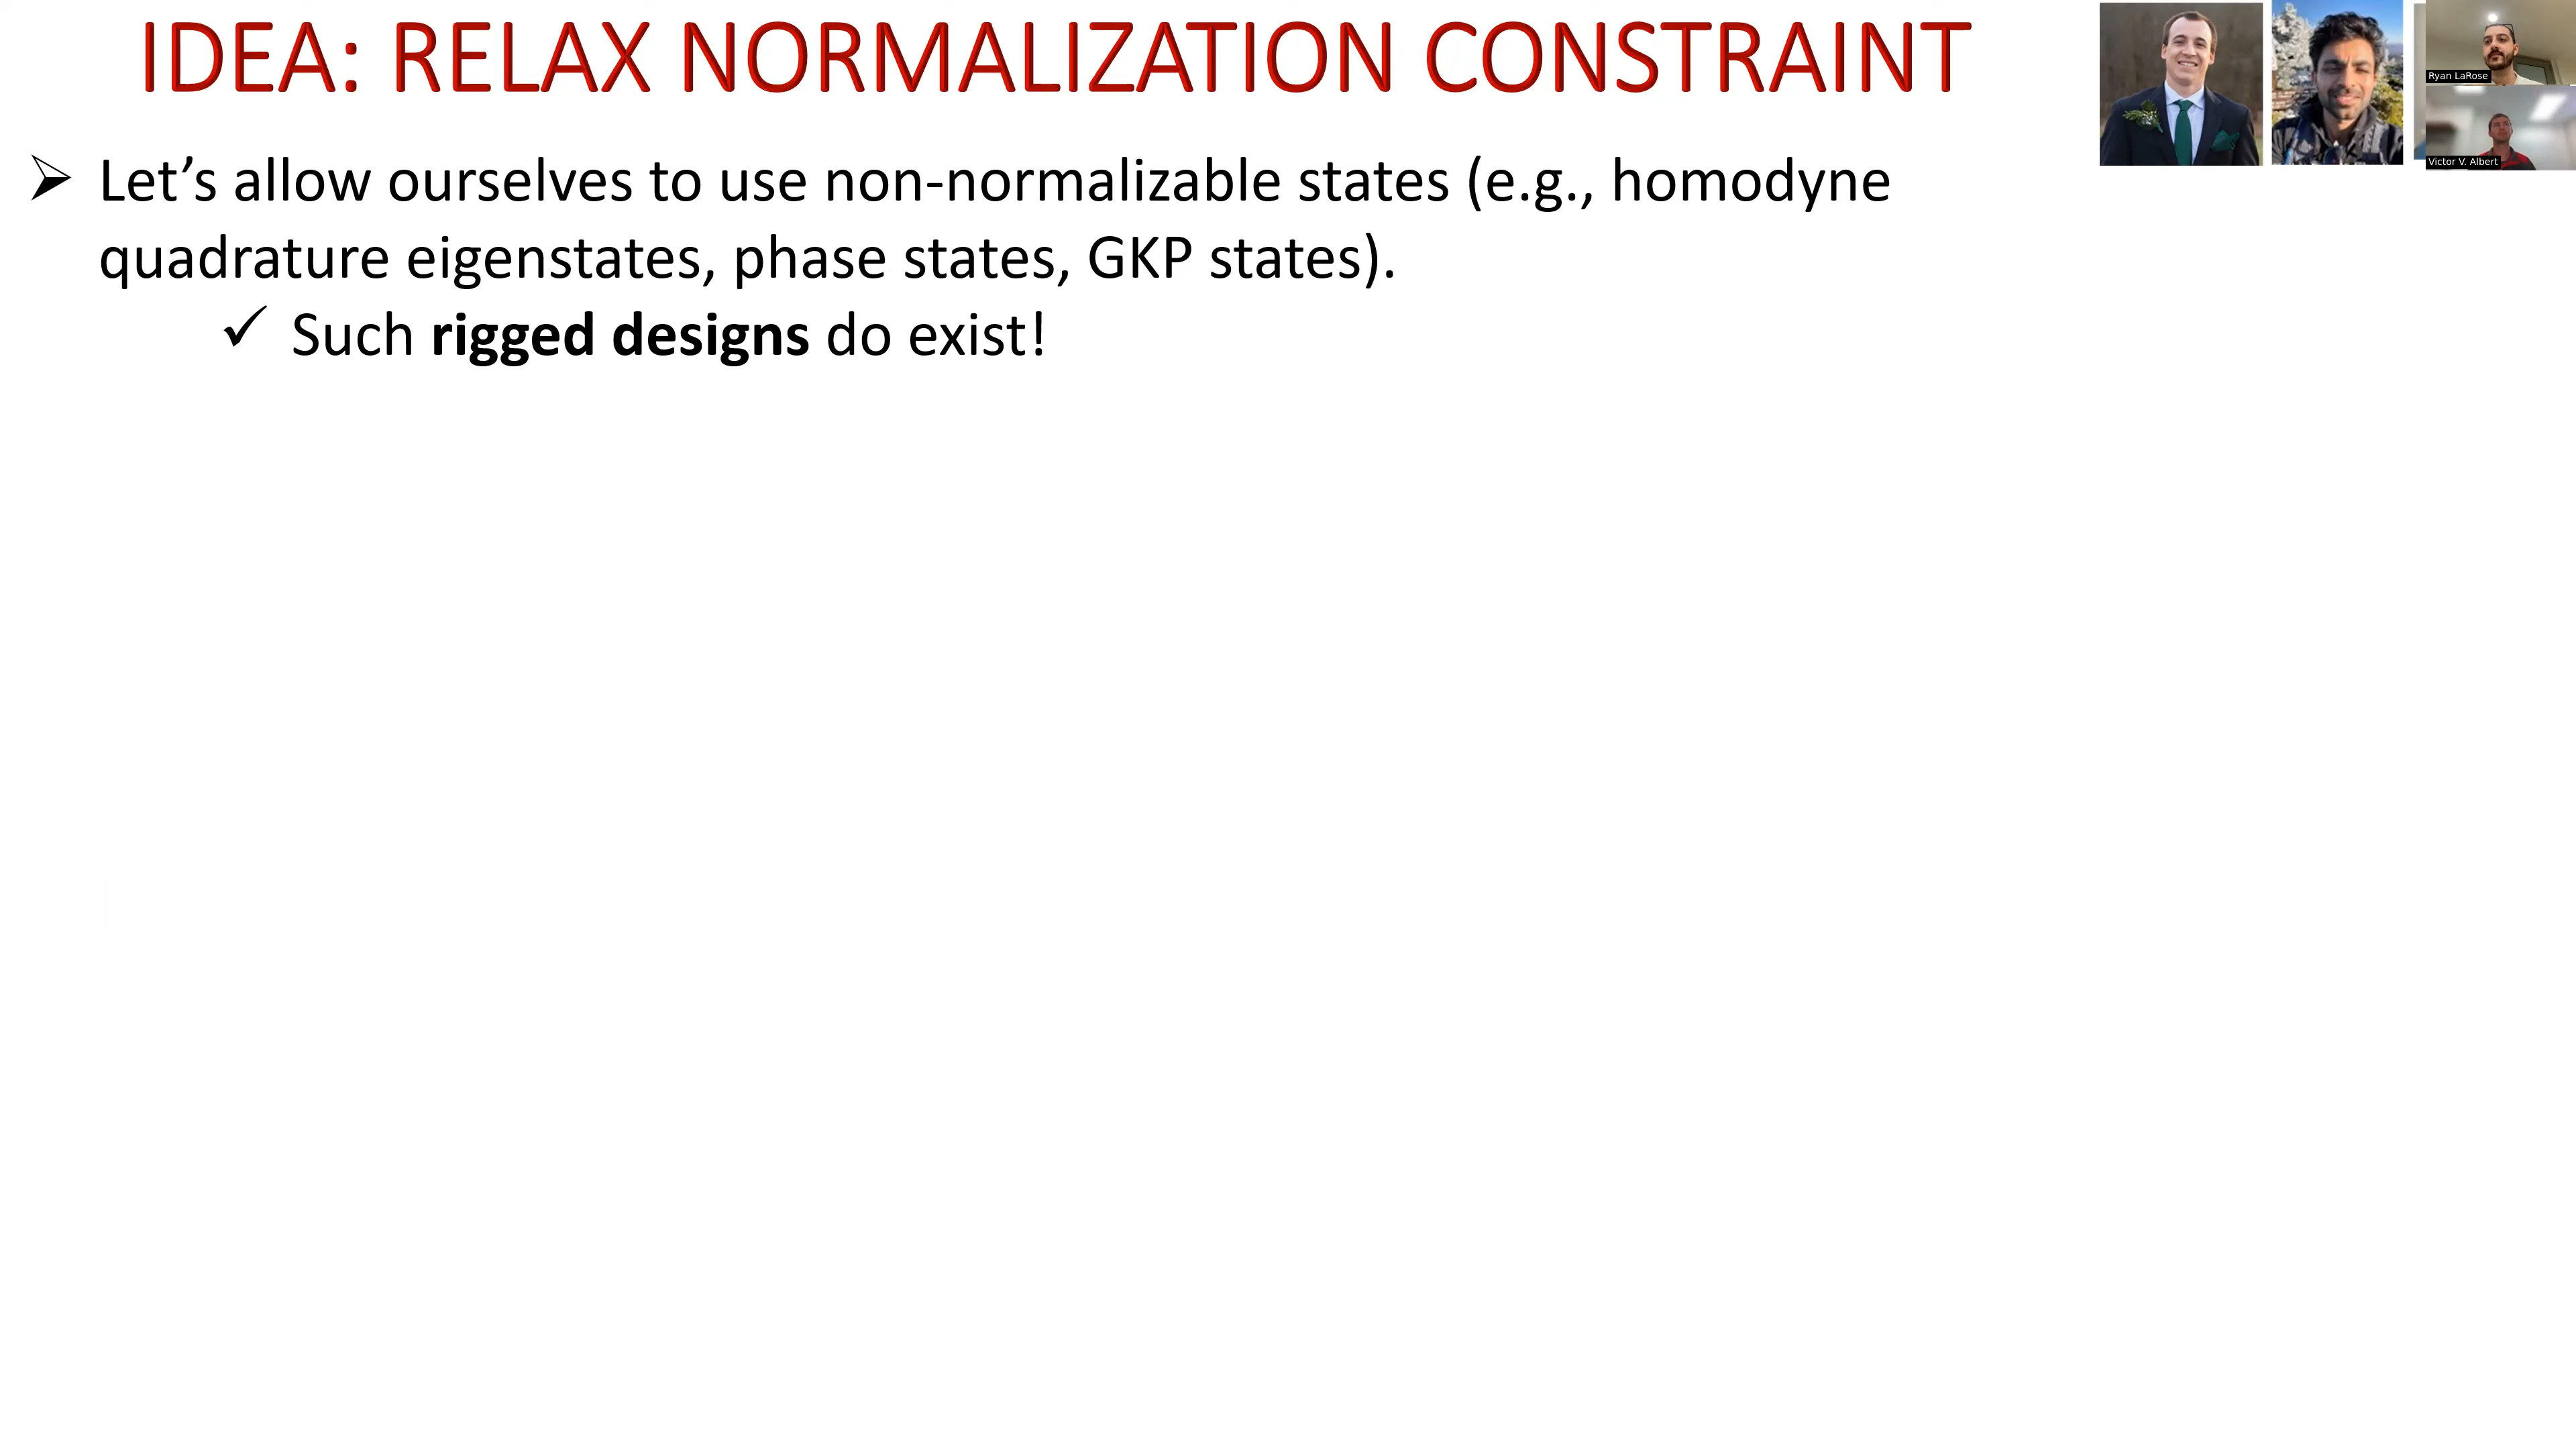 IDEA: RELAX NORMALIZATION CONSTRAINT
Ryan LaRose
Victor V. Albert
➢ Let’s allow ourselves to use non-normalizable states (e.g., homodyne
quadrature eigenstates, phase states, GKP states).
✓ Such rigged designs do exist!